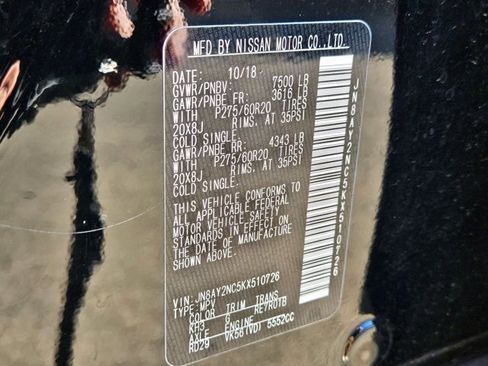 MFD BY NISSAN MOTOR CO.,LTD.
DATE: 10/18
GVWR/PNBV: 7500 LB
GAWR/PNBE FR: 3616 LB
WITH P275/60R20 TIRES
20X8J RIMS, AT 35PSI
COLD SINGLE.
GAWR/PNBE RR: 4343 LB
WITH P275/60R20 TIRES
20X8J RIMS, AT 35PSI
COLD SINGLE.
THIS VEHICLE CONFORMS TO
ALL APPLICABLE FEDERAL
MOTOR VEHICLE SAFETY
STANDARDS IN EFFECT ON
THE DATE OF MANUFACTURE
SHOWN ABOVE.
VIN: JN8AY2NC5KX510726
TYPE: MPV
COLOR TRIM TRANS
KH3 G RE7R01B
AXLE ENGINE
RD29 VK56(VD) 5552CC
JN8AY2NC5KX510726